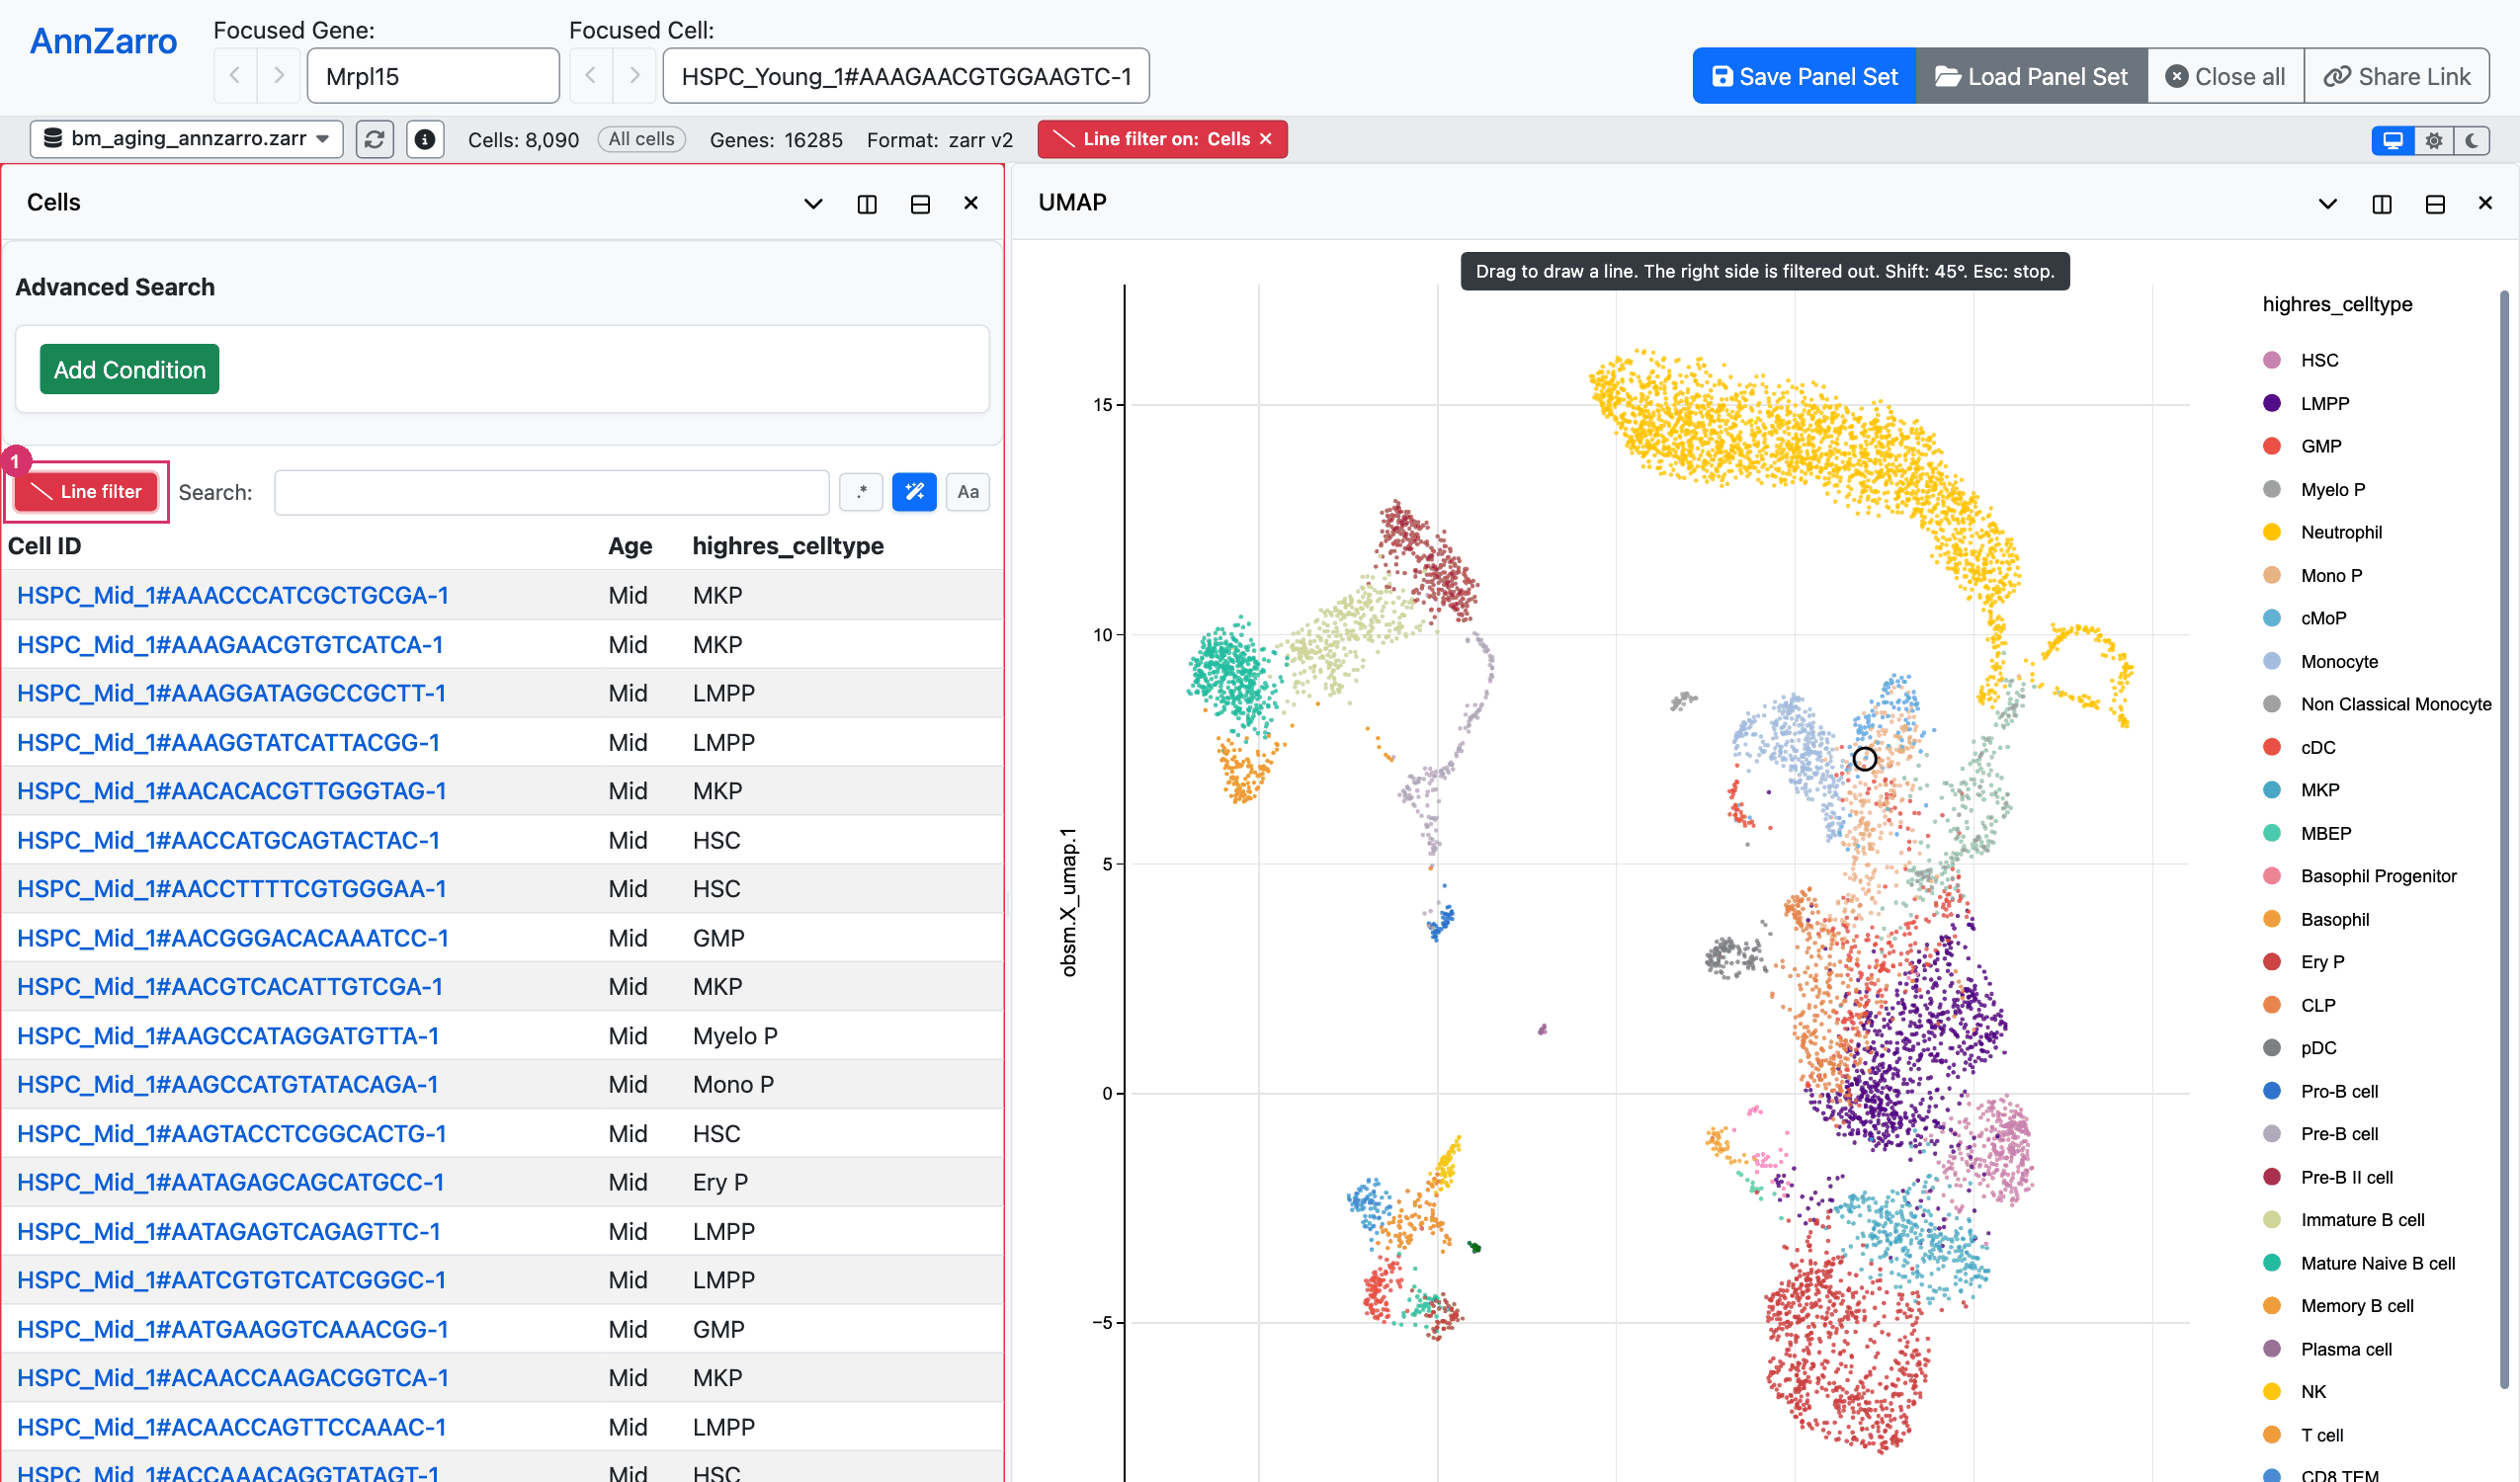 AnnZarro
Focused Gene:
Mrpl15
Focused Cell:
HSPC_Young_1#AAAGAACGTGGAAGTC-1
Save Panel Set
Load Panel Set
Close all
Share Link
bm_aging_annzarro.zarr
Cells: 8,090
All cells
Genes: 16285
Format: zarr v2
Line filter on: Cells
Cells
Advanced Search
Add Condition
1
Line filter
Search:
.*
Aa
Cell ID Age highres_celltype
HSPC_Mid_1#AAACCCATCGCTGCGA-1 Mid MKP
HSPC_Mid_1#AAAGAACGTGTCATCA-1 Mid MKP
HSPC_Mid_1#AAAGGATAGGCCGCTT-1 Mid LMPP
HSPC_Mid_1#AAAGGTATCATTACGG-1 Mid LMPP
HSPC_Mid_1#AACACACGTTGGGTAG-1 Mid MKP
HSPC_Mid_1#AACCATGCAGTACTAC-1 Mid HSC
HSPC_Mid_1#AACCTTTTCGTGGGAA-1 Mid HSC
HSPC_Mid_1#AACGGGACACAAATCC-1 Mid GMP
HSPC_Mid_1#AACGTCACATTGTCGA-1 Mid MKP
HSPC_Mid_1#AAGCCATAGGATGTTA-1 Mid Myelo P
HSPC_Mid_1#AAGCCATGTATACAGA-1 Mid Mono P
HSPC_Mid_1#AAGTACCTCGGCACTG-1 Mid HSC
HSPC_Mid_1#AATAGAGCAGCATGCC-1 Mid Ery P
HSPC_Mid_1#AATAGAGTCAGAGTTC-1 Mid LMPP
HSPC_Mid_1#AATCGTGTCATCGGGC-1 Mid LMPP
HSPC_Mid_1#AATGAAGGTCAAACGG-1 Mid GMP
HSPC_Mid_1#ACAACCAAGACGGTCA-1 Mid MKP
HSPC_Mid_1#ACAACCAGTTCCAAAC-1 Mid LMPP
HSPC_Mid_1#ACCAAACAGGTATAGT-1 Mid HSC
UMAP
Drag to draw a line. The right side is filtered out. Shift: 45°. Esc: stop.
15
10
5
0
−5
obsm.X_umap.1
highres_celltype
HSC
LMPP
GMP
Myelo P
Neutrophil
Mono P
cMoP
Monocyte
Non Classical Monocyte
cDC
MKP
MBEP
Basophil Progenitor
Basophil
Ery P
CLP
pDC
Pro-B cell
Pre-B cell
Pre-B II cell
Immature B cell
Mature Naive B cell
Memory B cell
Plasma cell
NK
T cell
CD8 TEM